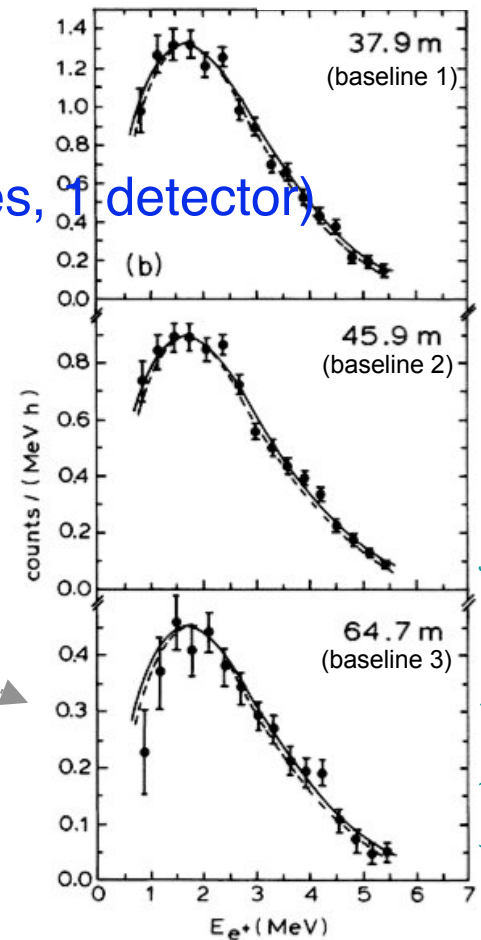 1.4
37.9 m
1.2
(baseline 1)
1.0
0.8
0.6
es, 1 detector)
0.4
0.2
(b)
0.0
45.9 m
0.8
(baseline 2)
0.6
0.4
0.2
0.0
counts / (MeV h)
64.7 m
0.4
(baseline 3)
0.3
0.2
0.1
0.0
0 1 2 3 4 5 6 7
E e+ (MeV)